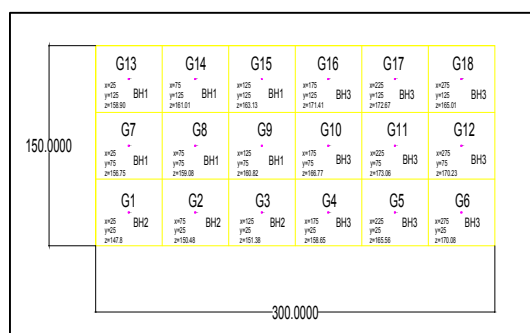 G13 G14 G15 G16 G17 G18
x=25 x=75 x=125 x=175 x=225 x=275
y=125 y=125 y=125 y=125 y=125 y=125
BH1 BH1 BH1 BH3 BH3 BH3
z=158.90 z=161.01 z=163.13 z=171.41 z=172.67 z=165.01
G7 G8 G9 G10 G11 G12
150.0000
x=25 x=75 x=125 x=175 x=225 x=275
y=75 y=75 y=75 y=75 y=75 y=75
BH1 BH1 BH1 BH3 BH3 BH3
z=156.75 z=159.08 z=160.82 z=166.77 z=173.06 z=170.23
G1 G2 G3 G4 G5 G6
x=25 x=75 x=125 x=175 x=225 x=275
y=25 y=25 y=25 y=25 y=25 y=25
BH2 BH2 BH2 BH3 BH3 BH3
z=147.8 z=150.48 z=151.38 z=158.65 z=165.56 z=170.08
300.0000